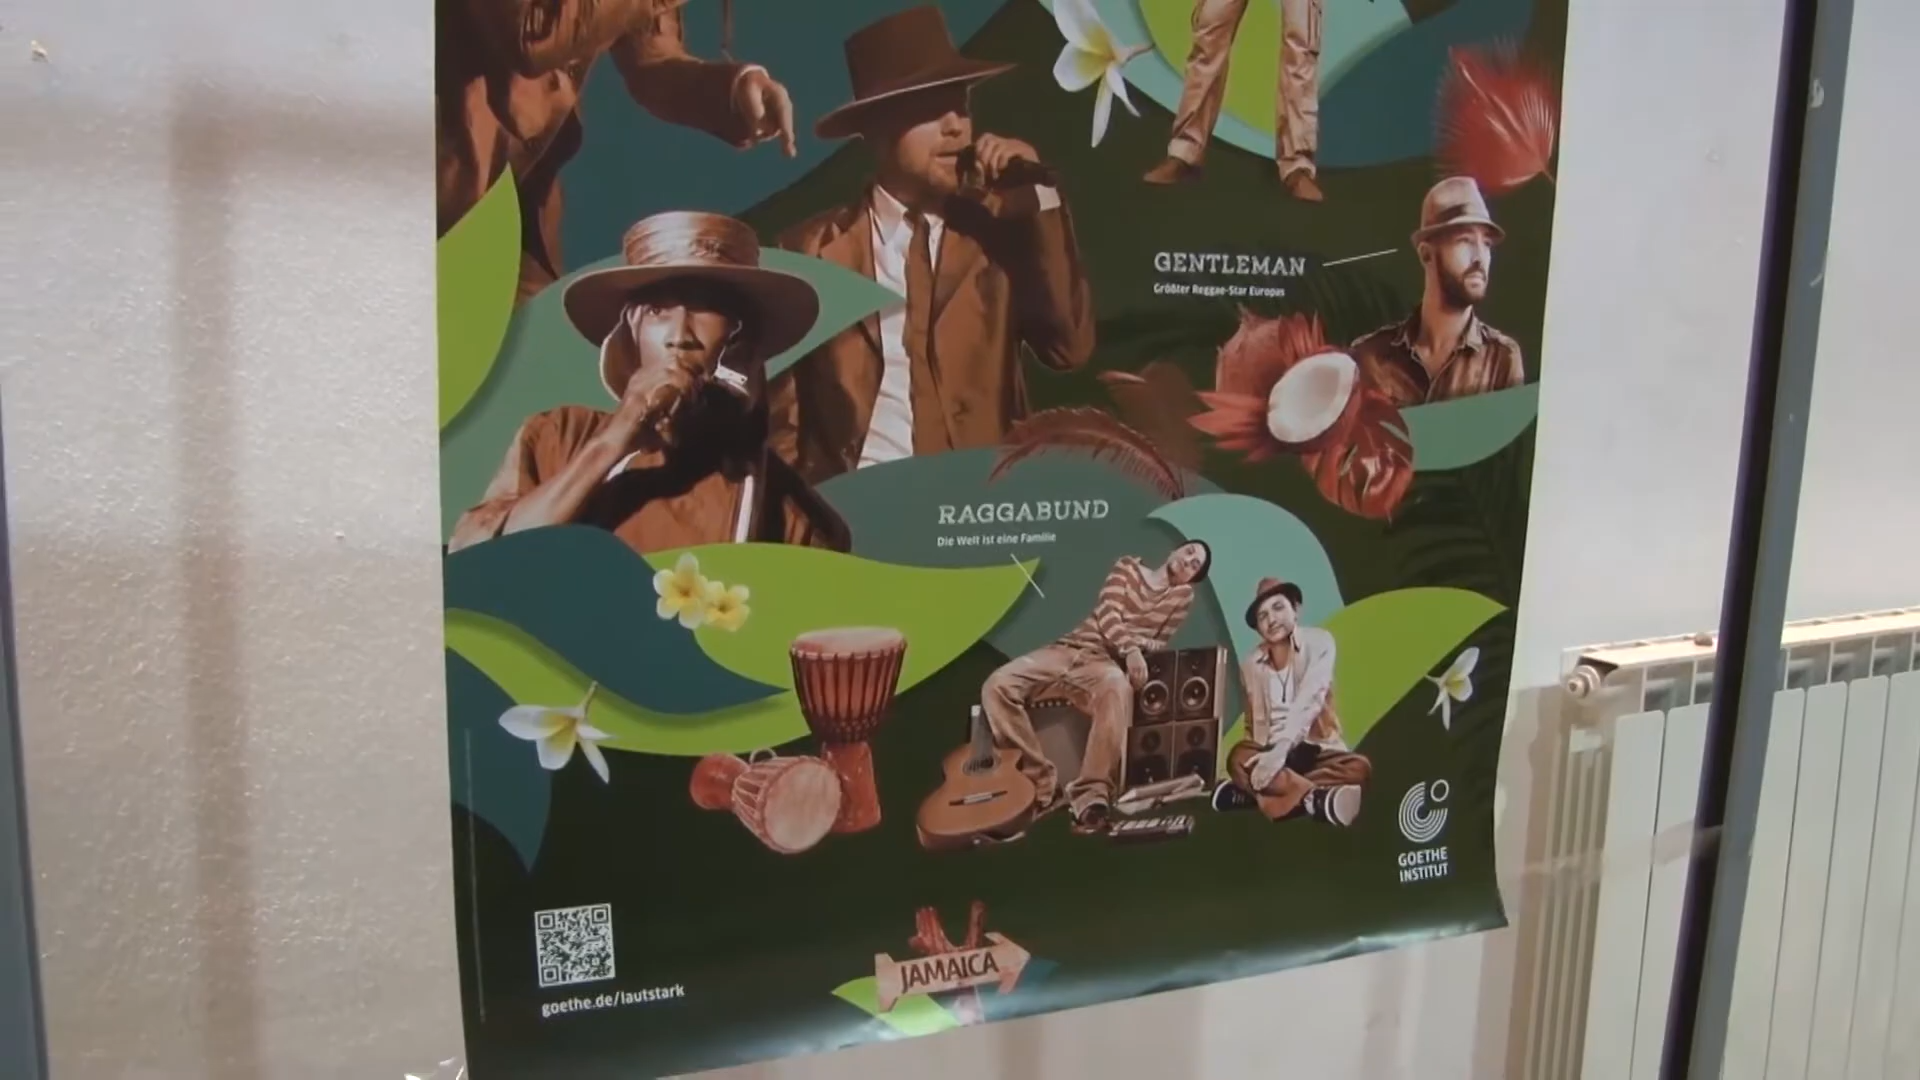 GENTLEMAN
Größter Reggae-Star Europas
RAGGABUND
Die Welt ist eine Familie
GOETHE
INSTITUT
JAMAICA
goethe.de/lautstark